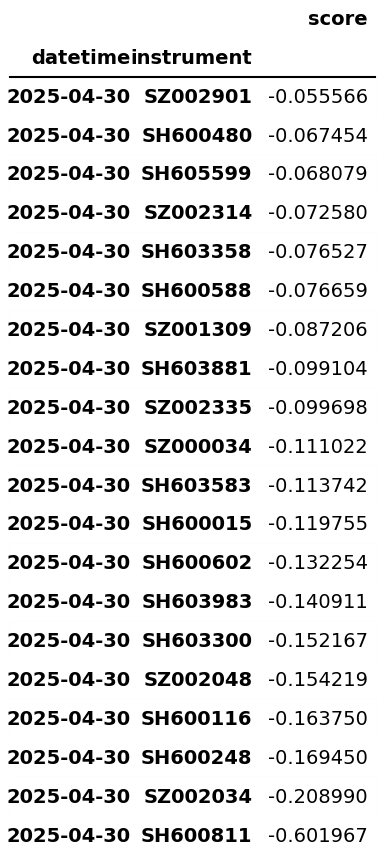 score
datetime instrument
2025-04-30 SZ002901 -0.055566
2025-04-30 SH600480 -0.067454
2025-04-30 SH605599 -0.068079
2025-04-30 SZ002314 -0.072580
2025-04-30 SH603358 -0.076527
2025-04-30 SH600588 -0.076659
2025-04-30 SZ001309 -0.087206
2025-04-30 SH603881 -0.099104
2025-04-30 SZ002335 -0.099698
2025-04-30 SZ000034 -0.111022
2025-04-30 SH603583 -0.113742
2025-04-30 SH600015 -0.119755
2025-04-30 SH600602 -0.132254
2025-04-30 SH603983 -0.140911
2025-04-30 SH603300 -0.152167
2025-04-30 SZ002048 -0.154219
2025-04-30 SH600116 -0.163750
2025-04-30 SH600248 -0.169450
2025-04-30 SZ002034 -0.208990
2025-04-30 SH600811 -0.601967